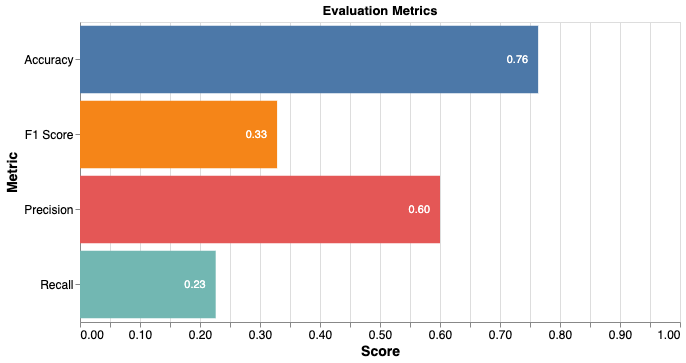 Evaluation Metrics
Metric
Accuracy
0.76
F1 Score
0.33
Precision
0.60
Recall
0.23
0.00 0.10 0.20 0.30 0.40 0.50 0.60 0.70 0.80 0.90 1.00
Score